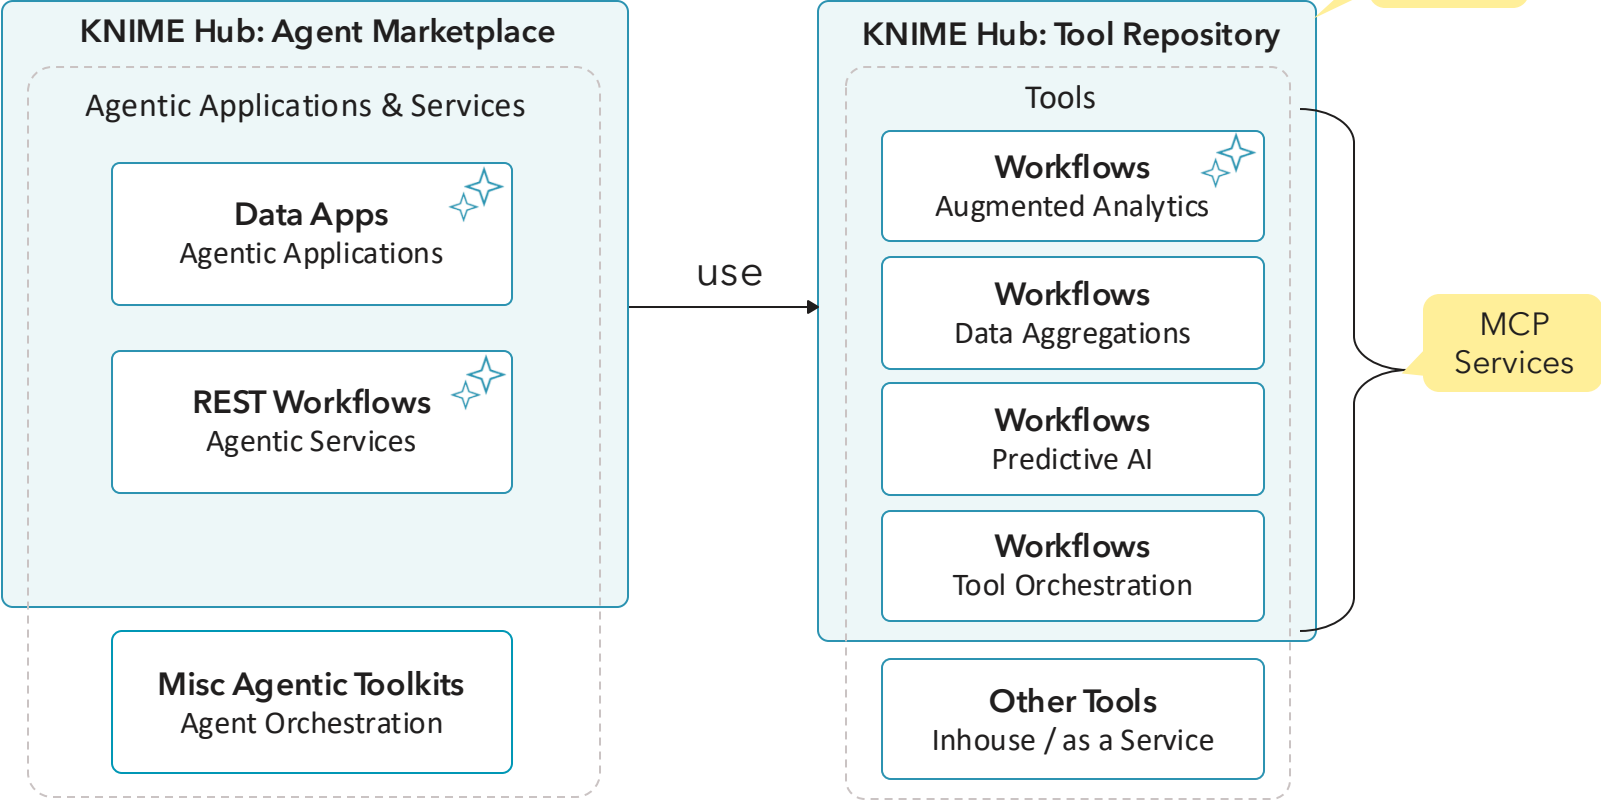 KNIME Hub: Agent Marketplace
Agentic Applications & Services
Data Apps
Agentic Applications
REST Workflows
Agentic Services
Misc Agentic Toolkits
Agent Orchestration
use
KNIME Hub: Tool Repository
Tools
Workflows
Augmented Analytics
Workflows
Data Aggregations
Workflows
Predictive AI
Workflows
Tool Orchestration
Other Tools
Inhouse / as a Service
MCP
Services